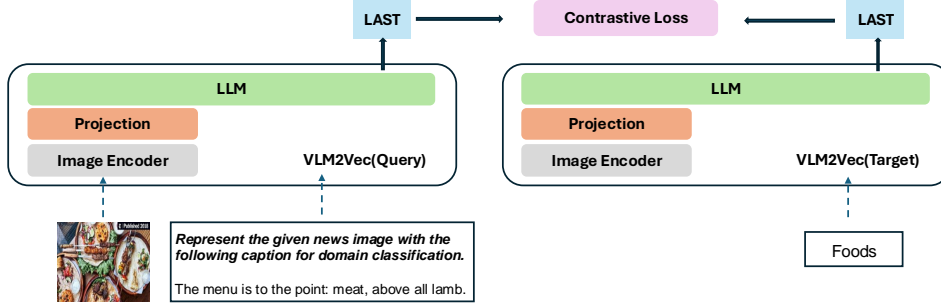 LAST
Contrastive Loss
LAST
LLM
Projection
Image Encoder
VLM2Vec(Query)
LLM
Projection
Image Encoder
VLM2Vec(Target)
Published 2018
Represent the given news image with the
following caption for domain classification.
The menu is to the point: meat, above all lamb.
Foods